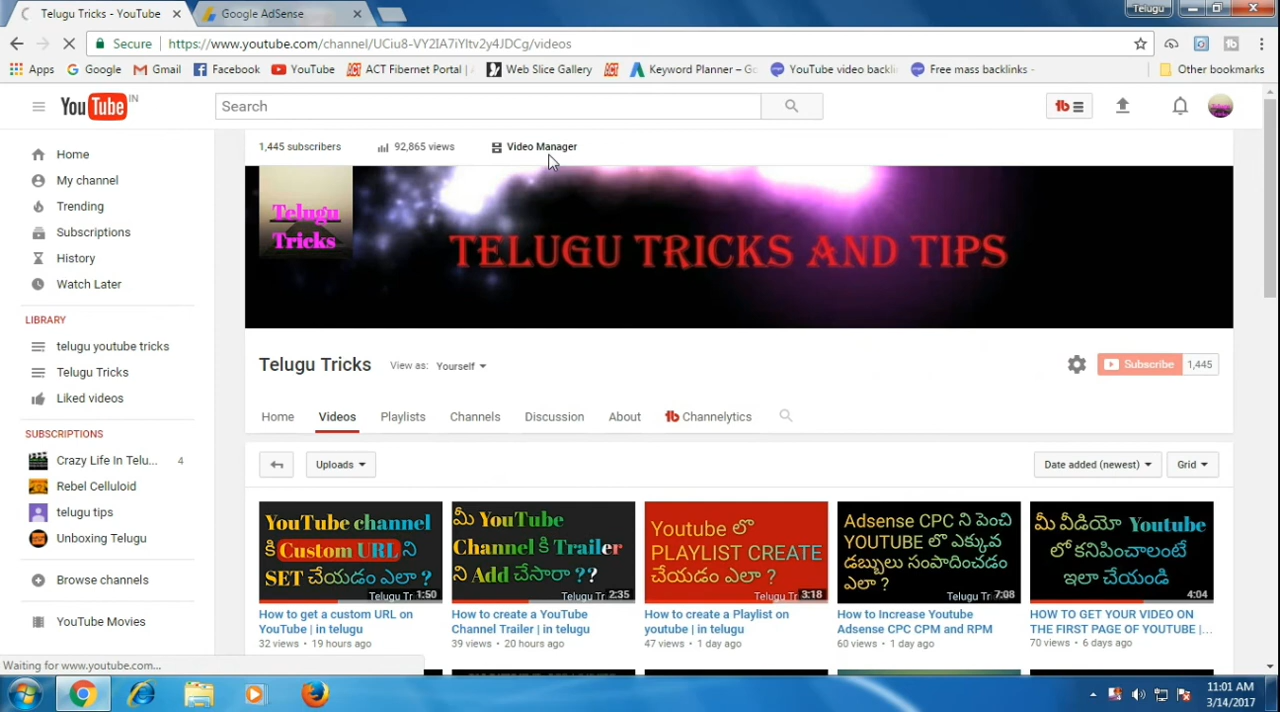 Telugu Tricks - YouTube
Google AdSense
Telugu
Secure
https://www.youtube.com/channel/UCiu8-VY2IA7iYltv2y4JDCg/videos
Apps
Google
Gmail
Facebook
YouTube
ACT Fibernet Portal
Web Slice Gallery
Keyword Planner – Go
YouTube video backli
Free mass backlinks -
Other bookmarks
YouTube IN
Search
1,445 subscribers
92,865 views
Video Manager
Home
My channel
Trending
Subscriptions
History
Watch Later
LIBRARY
telugu youtube tricks
Telugu Tricks
Liked videos
SUBSCRIPTIONS
Crazy Life In Telu... 4
Rebel Celluloid
telugu tips
Unboxing Telugu
Browse channels
YouTube Movies
Telugu
Tricks
TELUGU TRICKS AND TIPS
Telugu Tricks
View as: Yourself
Subscribe 1,445
Home
Videos
Playlists
Channels
Discussion
About
Channelytics
Uploads
Date added (newest)
Grid
YouTube channel
కి Custom URL ని
SET చేయడం ఎలా ?
Telugu Tr 1:50
How to get a custom URL on
YouTube | in telugu
32 views • 19 hours ago
మీ YouTube
Channel కి Trailer
ని Add చేసారా ??
Telugu Tr 2:35
How to create a YouTube
Channel Trailer | in telugu
39 views • 20 hours ago
Youtube లొ
PLAYLIST CREATE
చేయడం ఎలా ?
Telugu Tr 3:18
How to create a Playlist on
youtube | in telugu
47 views • 1 day ago
Adsense CPC ని పెంచి
YOUTUBE లొ ఎక్కువ
డబ్బులు సంపాదించడం
ఎలా ?
Telugu Tr 7:08
How to Increase Youtube
Adsense CPC CPM and RPM
60 views • 1 day ago
మీ వీడియో Youtube
లోకనిపించాలంటే
ఇలా చేయండి
4:04
HOW TO GET YOUR VIDEO ON
THE FIRST PAGE OF YOUTUBE |...
70 views • 6 days ago
Waiting for www.youtube.com...
11:01 AM
3/14/2017